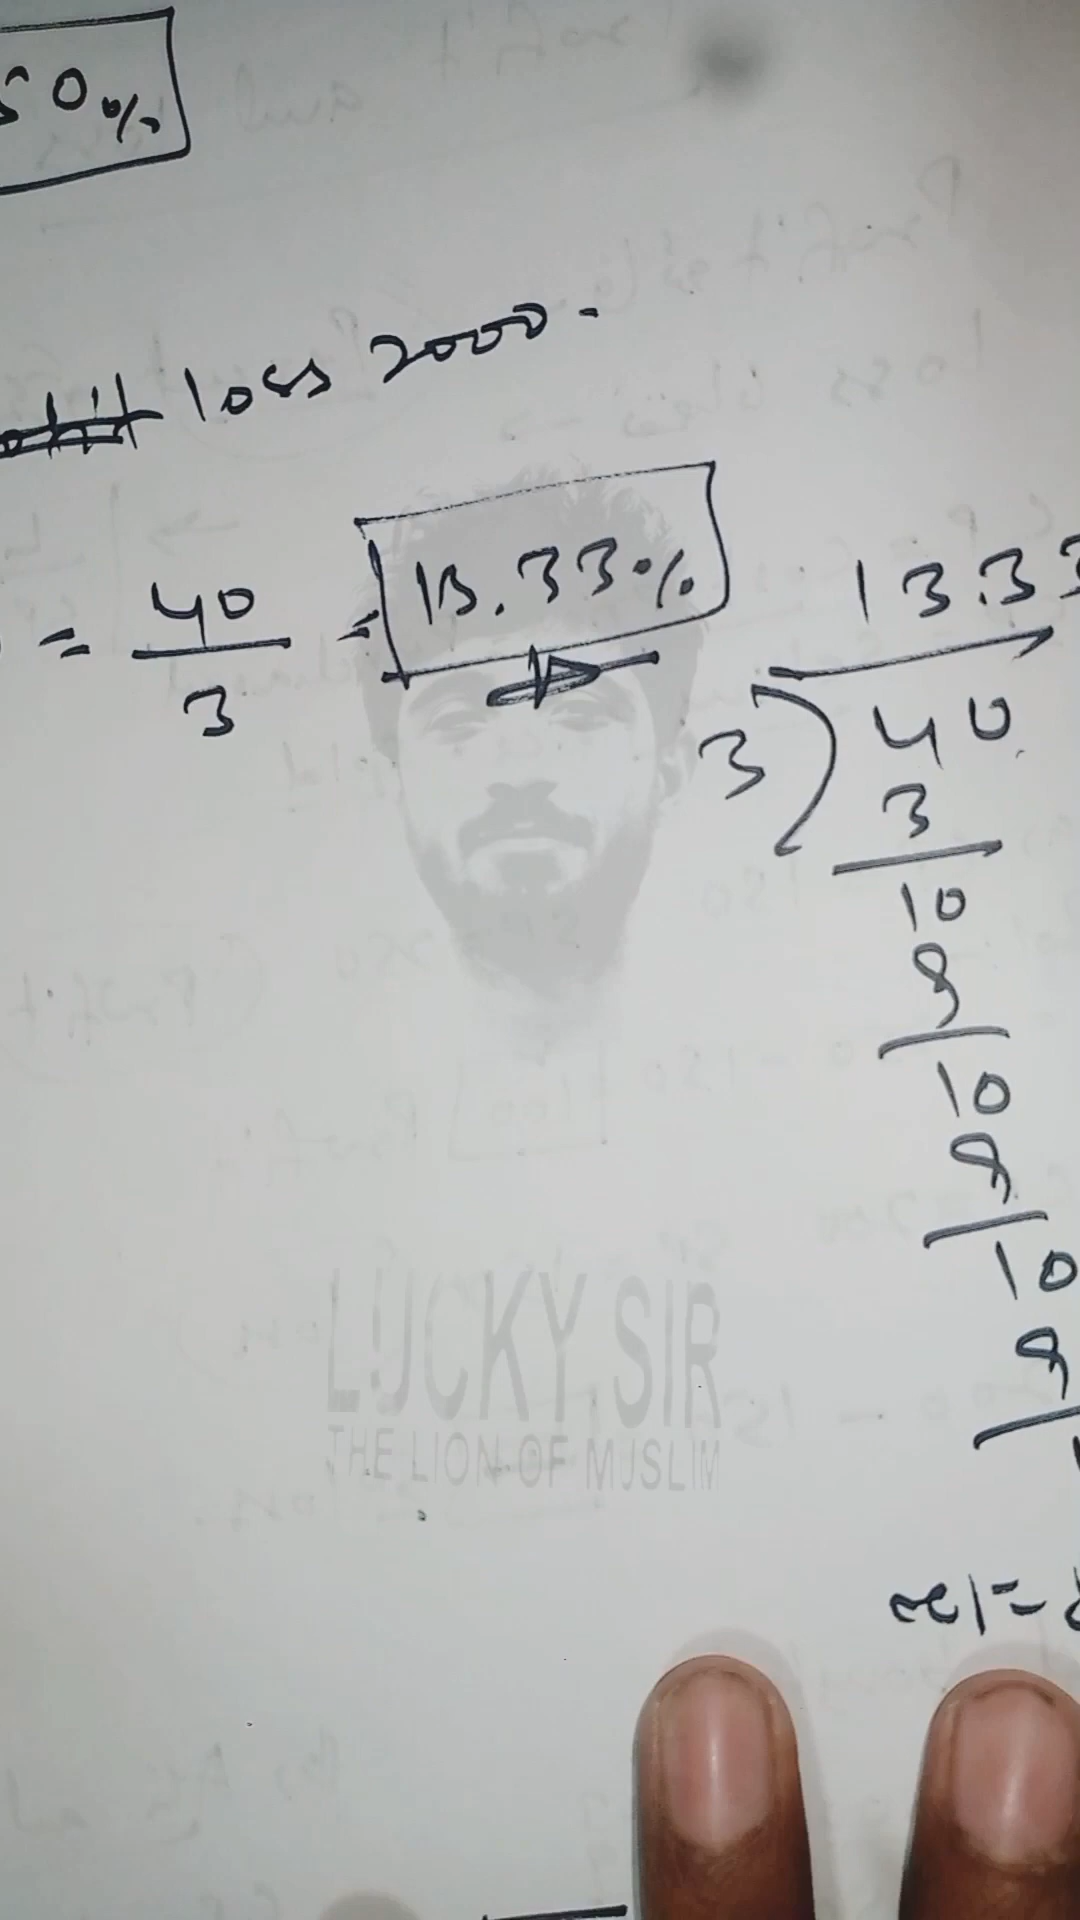 50%
loss 2000.
= 40/3 = 13.33%
13.33
3) 40
3
10
9
10
9
10
9
LUCKY SIR
THE LION OF MUSLIM